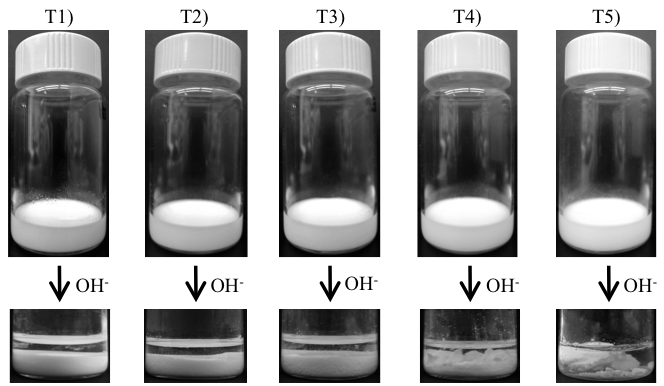 T1) T2) T3) T4) T5)
OH- OH- OH- OH- OH-